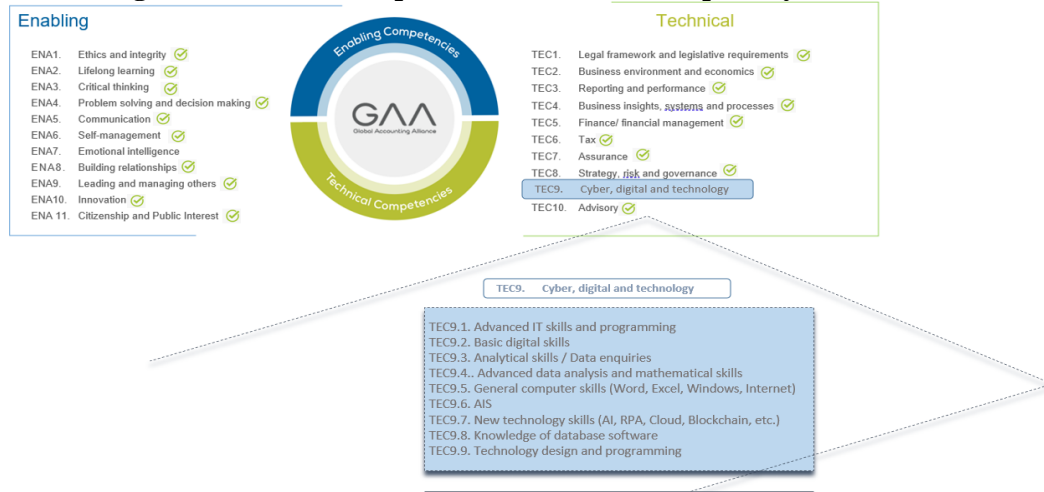 Enabling
ENA1. Ethics and integrity
ENA2. Lifelong learning
ENA3. Critical thinking
ENA4. Problem solving and decision making
ENA5. Communication
ENA6. Self-management
ENA7. Emotional intelligence
ENA8. Building relationships
ENA9. Leading and managing others
ENA10. Innovation
ENA 11. Citizenship and Public Interest
Enabling Competencies
GAA
Global Accounting Alliance
Technical Competencies
Technical
TEC1. Legal framework and legislative requirements
TEC2. Business environment and economics
TEC3. Reporting and performance
TEC4. Business insights, systems and processes
TEC5. Finance/ financial management
TEC6. Tax
TEC7. Assurance
TEC8. Strategy, risk and governance
TEC9. Cyber, digital and technology
TEC10. Advisory
TEC9. Cyber, digital and technology
TEC9.1. Advanced IT skills and programming
TEC9.2. Basic digital skills
TEC9.3. Analytical skills / Data enquiries
TEC9.4.. Advanced data analysis and mathematical skills
TEC9.5. General computer skills (Word, Excel, Windows, Internet)
TEC9.6. AIS
TEC9.7. New technology skills (AI, RPA, Cloud, Blockchain, etc.)
TEC9.8. Knowledge of database software
TEC9.9. Technology design and programming